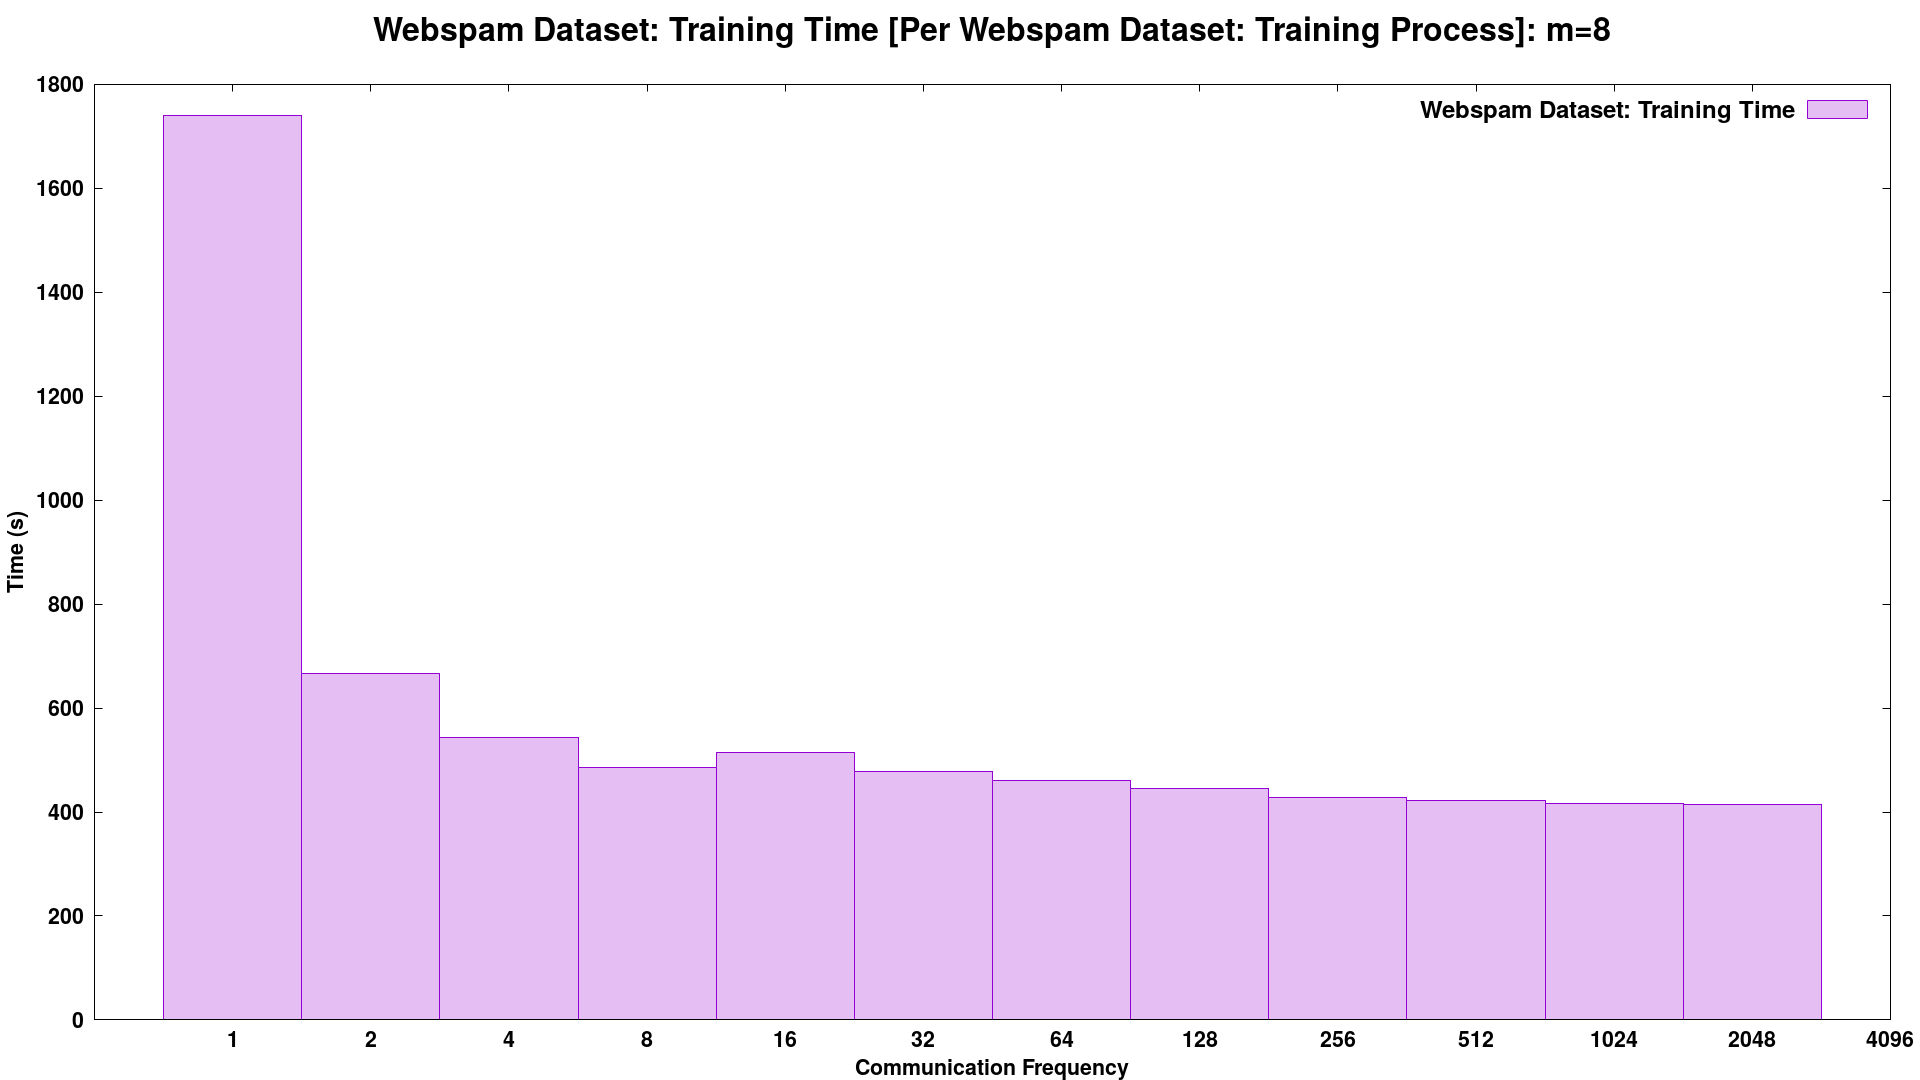 Webspam Dataset: Training Time [Per Webspam Dataset: Training Process]: m=8
Webspam Dataset: Training Time
1800
1600
1400
1200
1000
800
600
400
200
0
Time (s)
1 2 4 8 16 32 64 128 256 512 1024 2048 4096
Communication Frequency